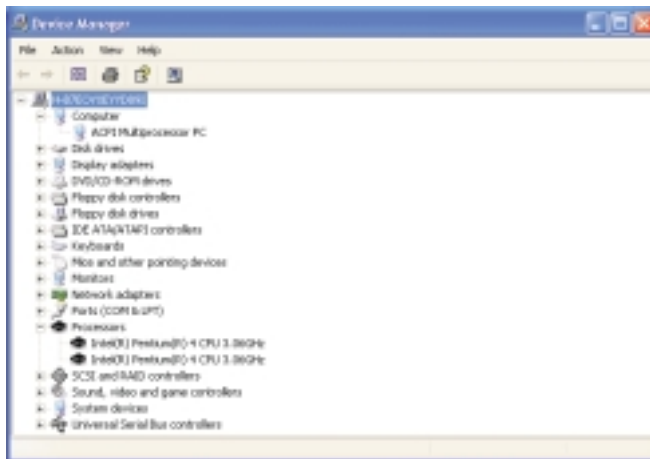 Device Manager
File Action View Help
Computer
ACPI Multiprocessor PC
Disk drives
Display adapters
DVD/CD-ROM drives
Floppy disk controllers
Floppy disk drives
IDE ATA/ATAPI controllers
Keyboards
Mice and other pointing devices
Monitors
Network adapters
Ports (COM & LPT)
Processors
Intel(R) Pentium(R) 4 CPU 3.06GHz
Intel(R) Pentium(R) 4 CPU 3.06GHz
SCSI and RAID controllers
Sound, video and game controllers
System devices
Universal Serial Bus controllers